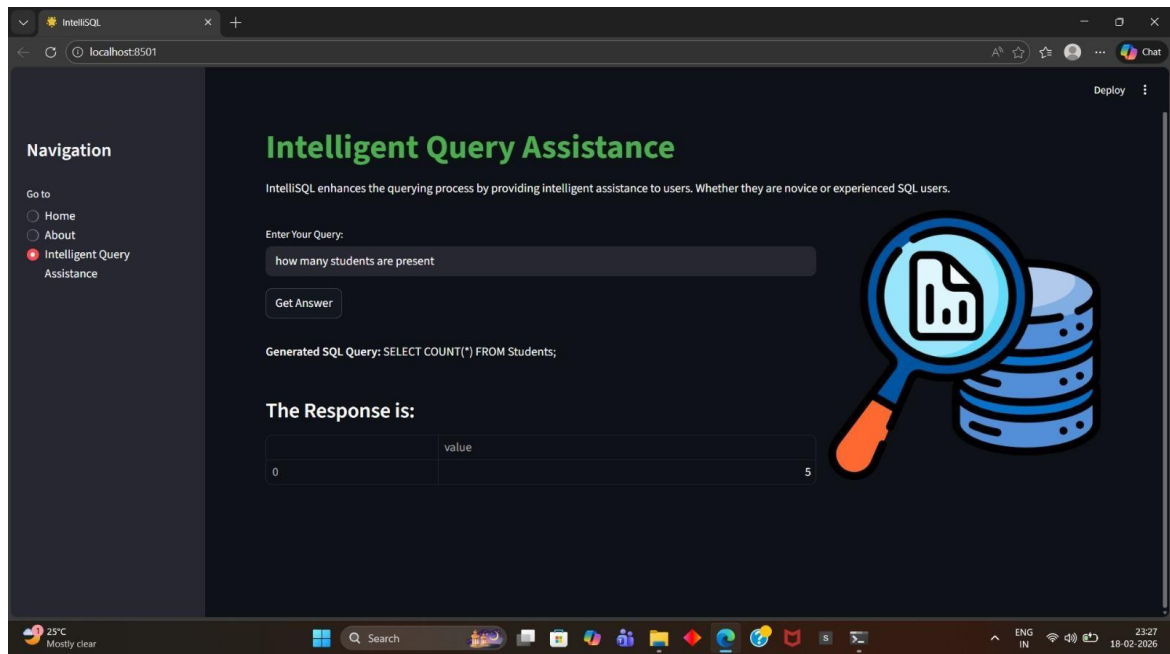 IntelliSQL
localhost:8501
Chat
Deploy
Navigation
Go to
Home
About
Intelligent Query
Assistance
Intelligent Query Assistance
IntelliSQL enhances the querying process by providing intelligent assistance to users. Whether they are novice or experienced SQL users.
Enter Your Query:
how many students are present
Get Answer
Generated SQL Query: SELECT COUNT(*) FROM Students;
The Response is:
value
0 5
1
25°C
Mostly clear
Search
ENG
IN
23:27
18-02-2026